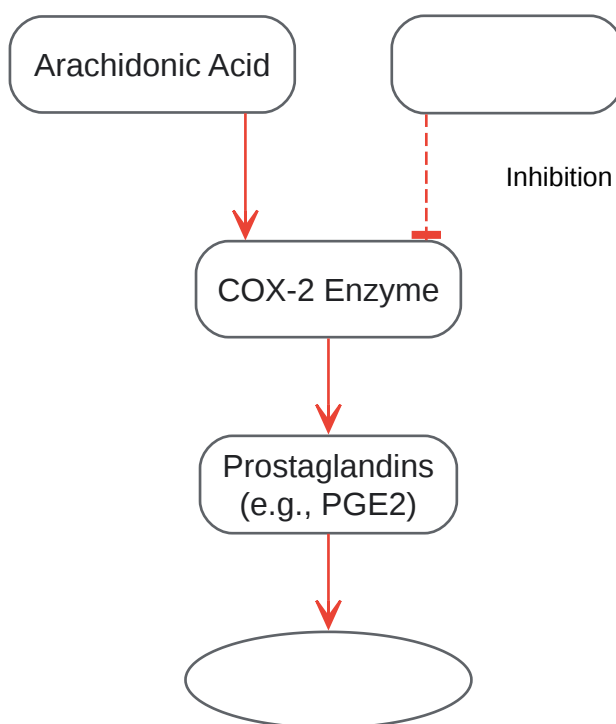 Arachidonic Acid
Inhibition
COX-2 Enzyme
Prostaglandins
(e.g., PGE2)